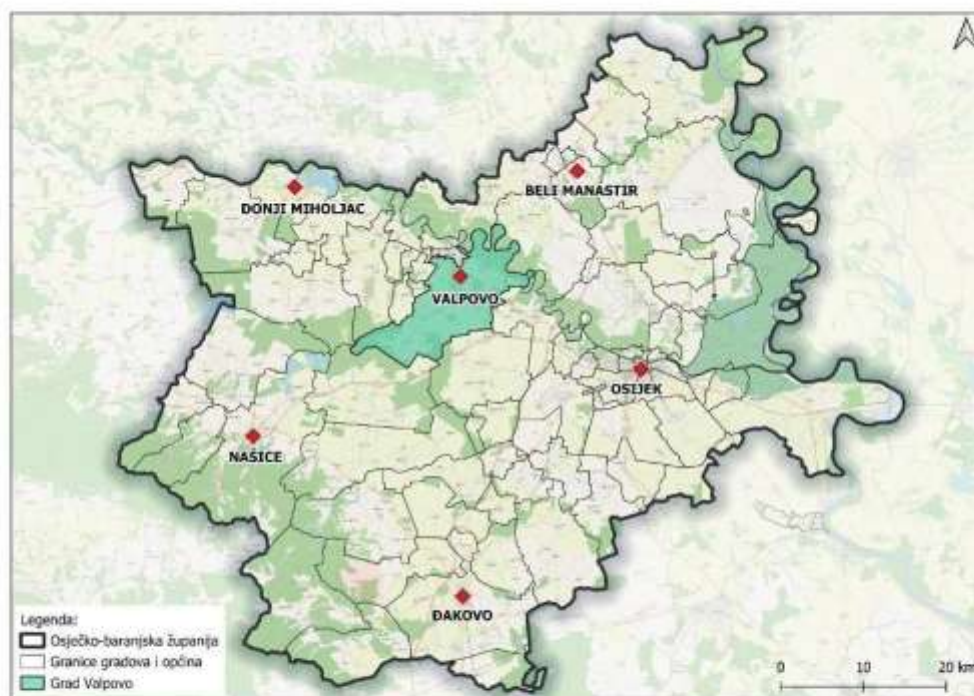 BELI MANASTIR
DONJI MIHOLJAC
VALPOVO
OSIJEK
NAŠICE
ĐAKOVO
Legenda:
Osječko-baranjska županija
Granice gradova i općina
Grad Valpovo
0 10 20 km